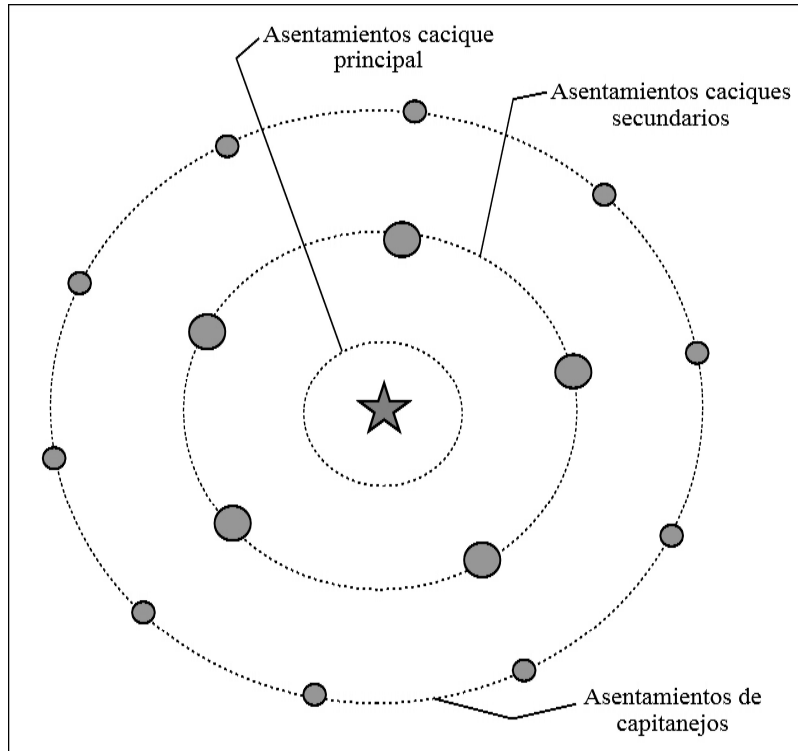 Asentamientos cacique
principal
Asentamientos caciques
secundarios
Asentamientos de
capitanejos